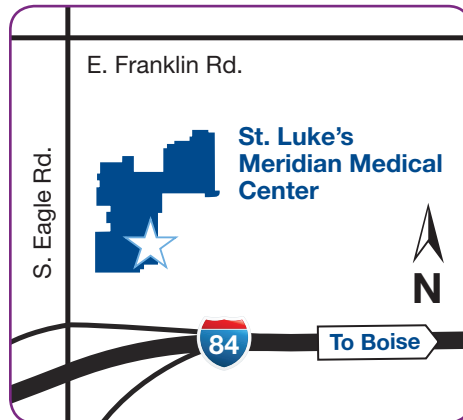 E. Franklin Rd.
S. Eagle Rd.
St. Luke's
Meridian Medical
Center
N
84
To Boise